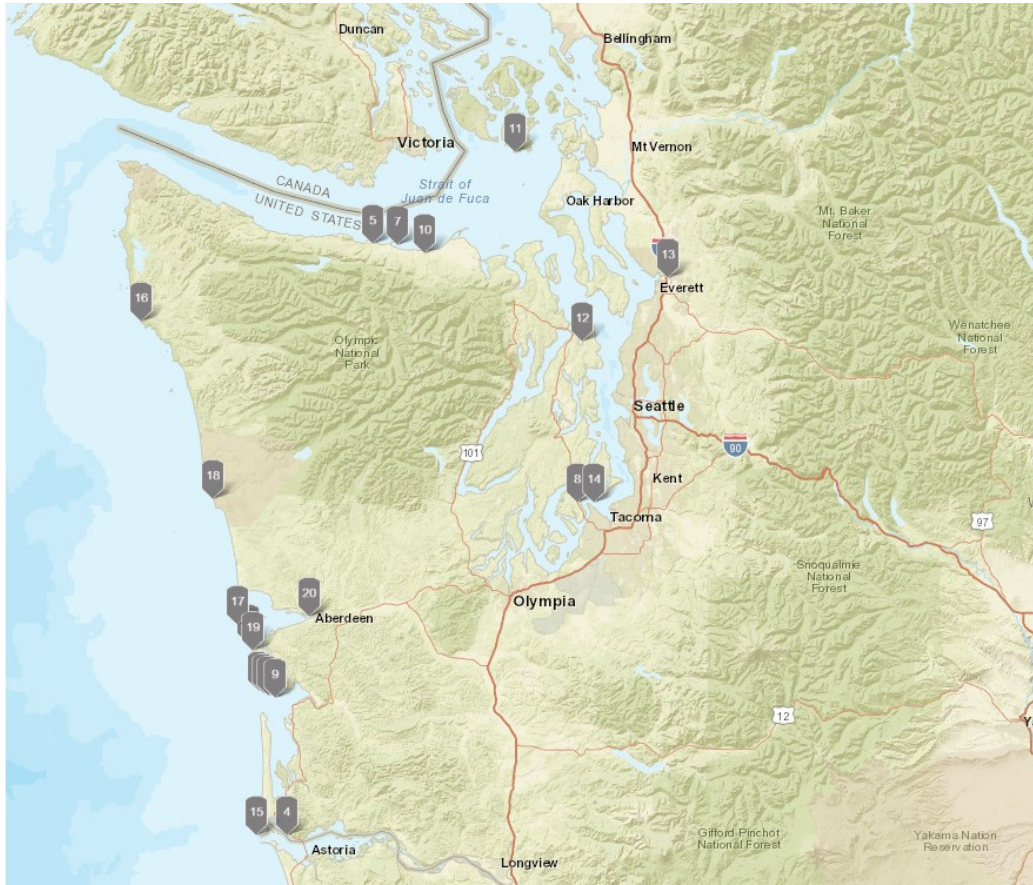 Duncan
Bellingham
11
Victoria
Mt Vernon
CANADA
UNITED STATES
Strait of
Juan de Fuca
Oak Harbor
5
7
10
Mt. Baker
National
Forest
13
Everett
16
12
Olympic
National
Park
Wenatchee
National
Forest
Seattle
101
90
18
8
14
Kent
Tacoma
97
Snoqualmie
National
Forest
17
20
19
Aberdeen
Olympia
9
12
15
4
Astoria
Longview
Gifford Pinchot
National Forest
Yakama Nation
Reservation